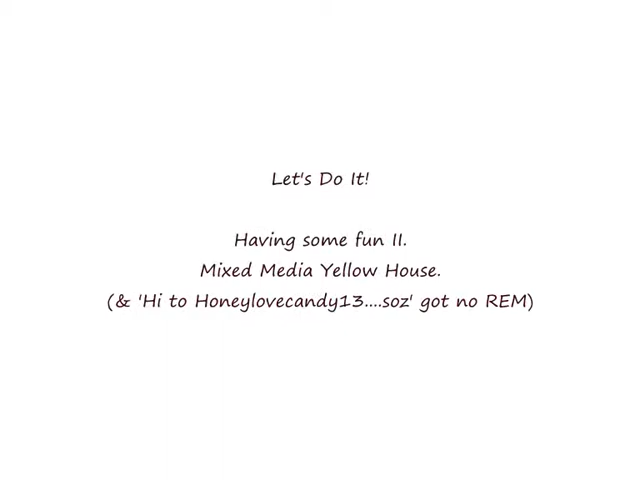 Let's Do It!
Having some fun II.
Mixed Media Yellow House.
(& 'Hi to Honeylovecandy13....soz' got no REM)